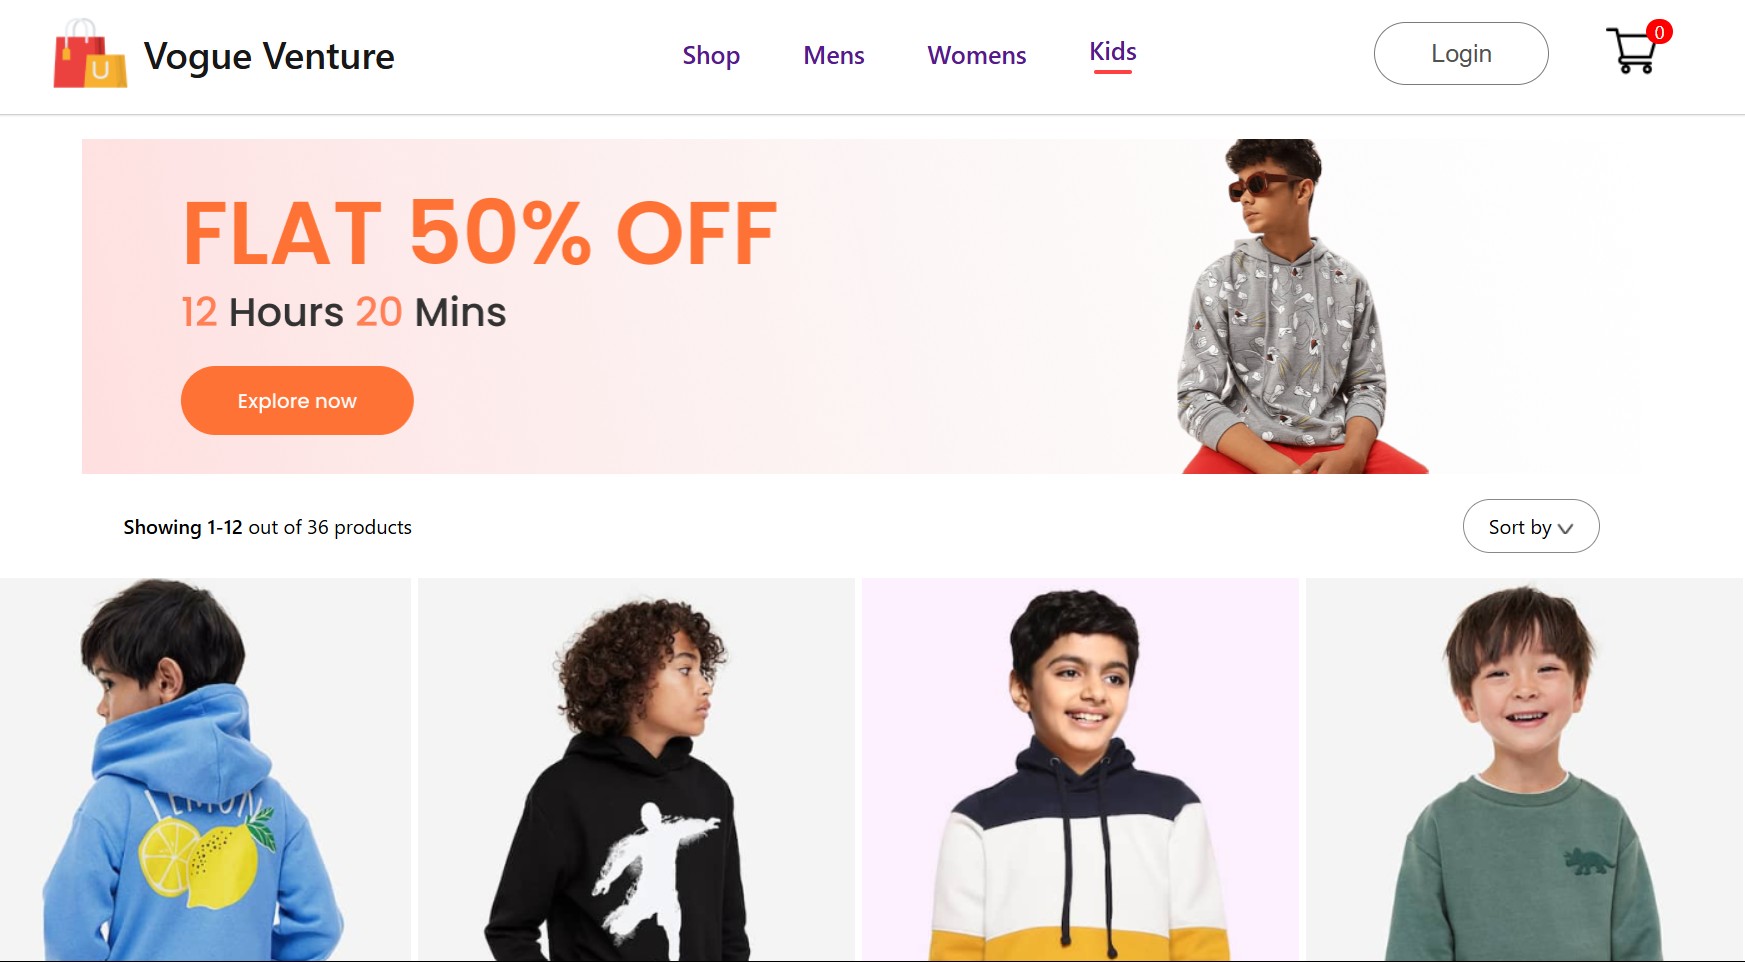 U
Vogue Venture
Shop
Mens
Womens
Kids
Login
0
FLAT 50% OFF
12 Hours 20 Mins
Explore now
Showing 1-12 out of 36 products
Sort by
LEMON